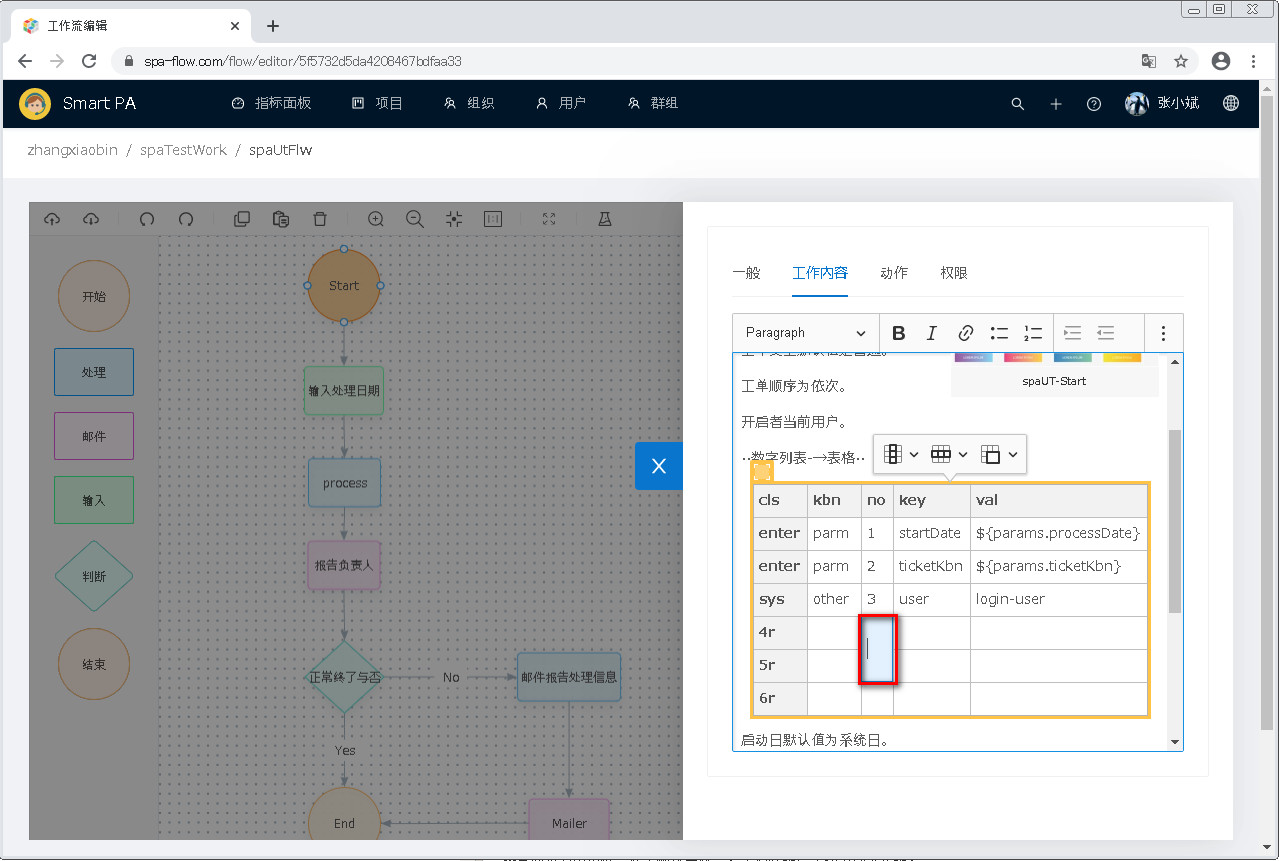 工作流编辑
spa-flow.com/flow/editor/5f5732d5da4208467bdfaa33
Smart PA 指标面板 项目 组织 用户 群组 张小斌
zhangxiaobin / spaTestWork / spaUtFlw
开始
处理
邮件
输入
判断
结束
Start
输入处理日期
process
报告负责人
正常终了与否
No
邮件报告处理信息
Yes
End
Mailer
一般 工作内容 动作 权限
Paragraph
spaUT-Start
工单顺序为依次。
开启者当前用户。
··数字列表-→表格··
cls kbn no key val
enter parm 1 startDate ${params.processDate}
enter parm 2 ticketKbn ${params.ticketKbn}
sys other 3 user login-user
4r
5r
6r
启动日默认值为系统日。